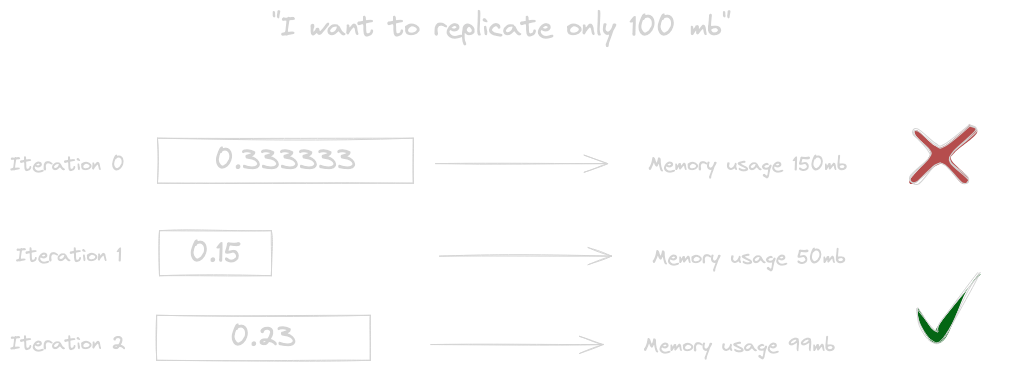 "I want to replicate only 100 mb"
Iteration 0 0.333333 Memory usage 150mb
Iteration 1 0.15 Memory usage 50mb
Iteration 2 0.23 Memory usage 99mb